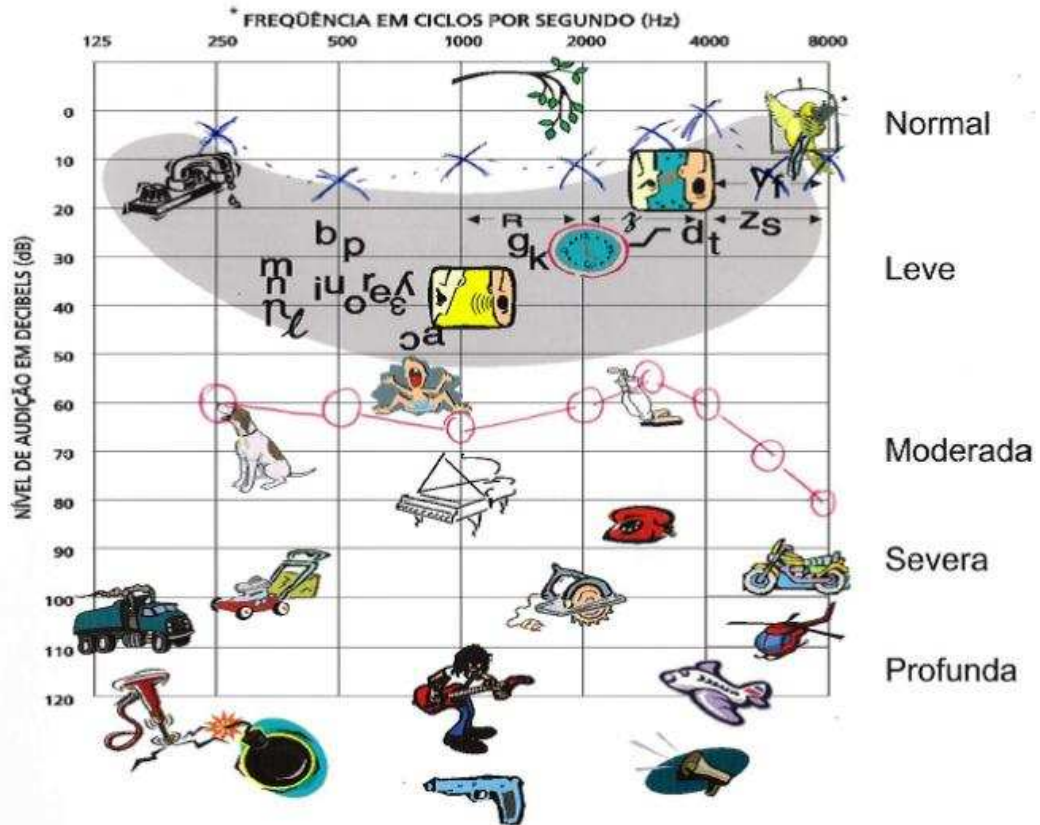 * FREQÜÊNCIA EM CICLOS POR SEGUNDO (Hz)
125 250 500 1000 2000 4000 8000
NÍVEL DE AUDIÇÃO EM DECIBELS (dB)
0
10
20
30
40
50
60
70
80
90
100
110
120
Normal
Leve
Moderada
Severa
Profunda
R z z s
b p g k d t
m
n i u o r e
n l
ɔ a